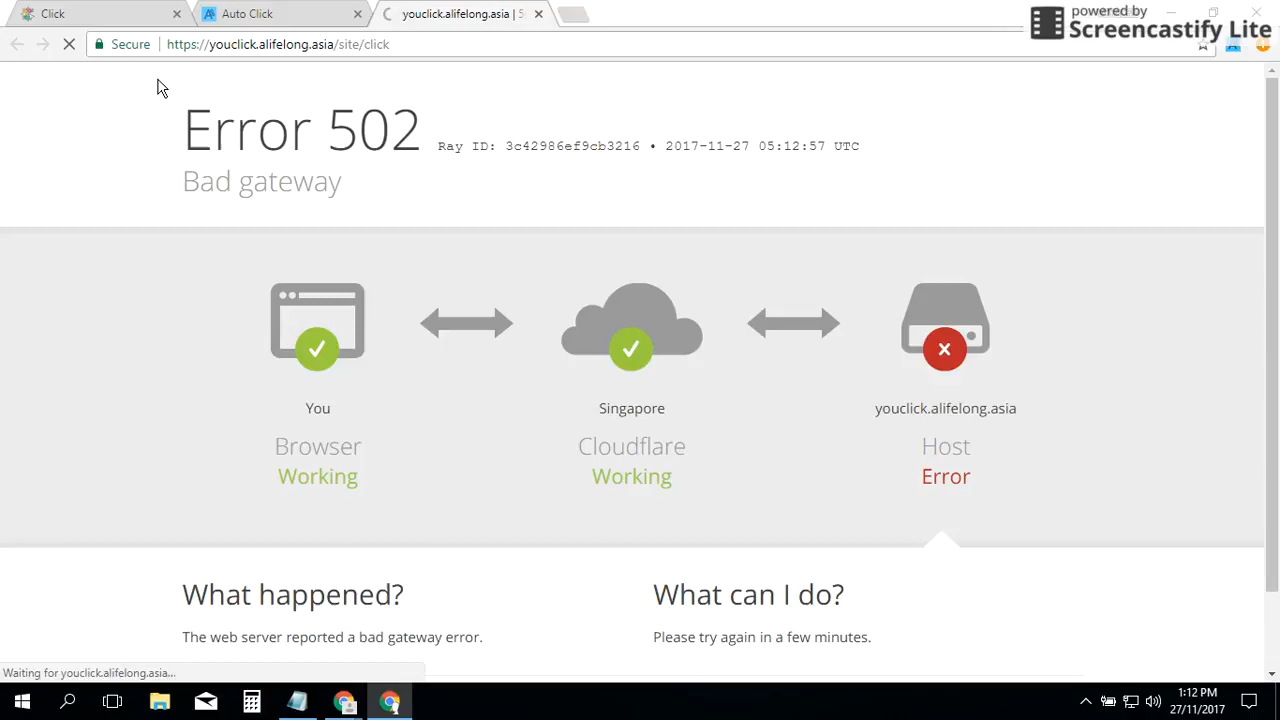 Click
Auto Click
youclick.alifelong.asia | 5
powered by
Screencastify Lite
Secure
https://youclick.alifelong.asia/site/click
Error 502
Ray ID: 3c42986ef9cb3216 • 2017-11-27 05:12:57 UTC
Bad gateway
You
Browser
Working
Singapore
Cloudflare
Working
youclick.alifelong.asia
Host
Error
What happened?
The web server reported a bad gateway error.
What can I do?
Please try again in a few minutes.
Waiting for youclick.alifelong.asia...
1:12 PM
27/11/2017